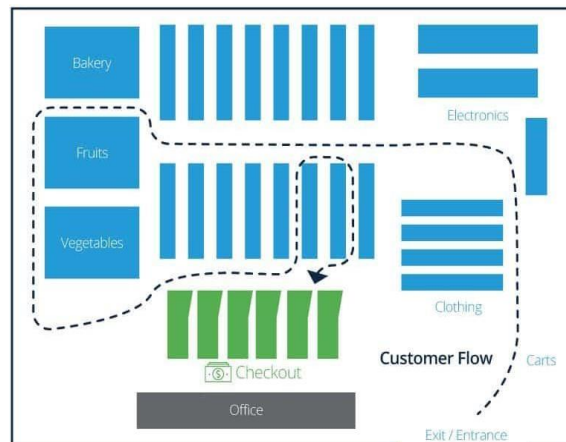 Bakery
Electronics
Fruits
Vegetables
Clothing
Customer Flow
Carts
$ Checkout
Office
Exit / Entrance